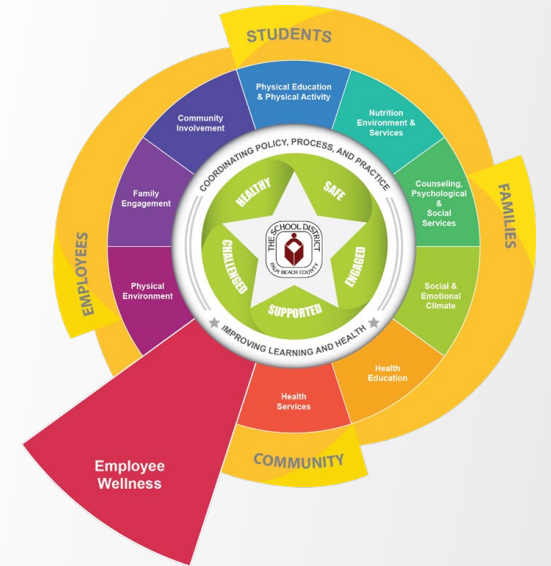 STUDENTS
FAMILIES
COMMUNITY
EMPLOYEES
Physical Education
& Physical Activity
Nutrition
Environment &
Services
Counseling,
Psychological
&
Social
Services
Social &
Emotional
Climate
Health
Education
Health
Services
Employee
Wellness
Physical
Environment
Family
Engagement
Community
Involvement
COORDINATING POLICY, PROCESS, AND PRACTICE
IMPROVING LEARNING AND HEALTH
HEALTHY
SAFE
ENGAGED
SUPPORTED
CHALLENGED
THE SCHOOL DISTRICT
PALM BEACH COUNTY